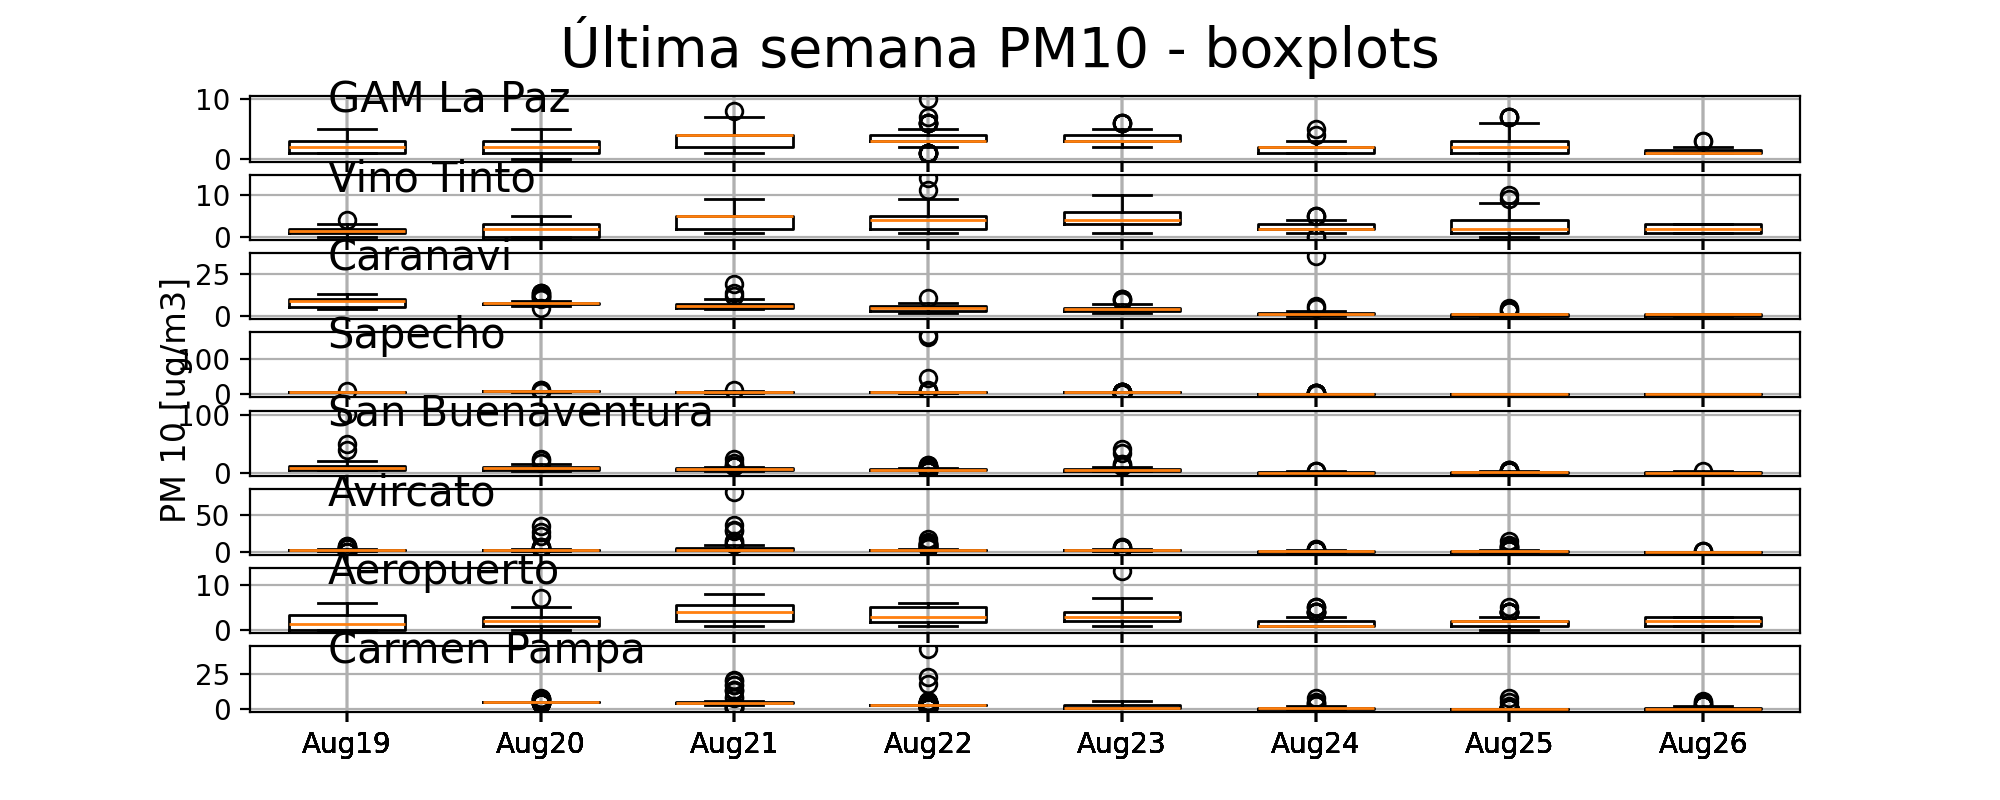 Última semana PM10 - boxplots
GAM La Paz
10
0
Vino Tinto
10
0
Caranavi
25
0
Sapecho
100
0
San Buenaventura
100
0
Avircato
50
0
Aeropuerto
10
0
Carmen Pampa
25
0
PM 10 [ug/m3]
Aug19 Aug20 Aug21 Aug22 Aug23 Aug24 Aug25 Aug26